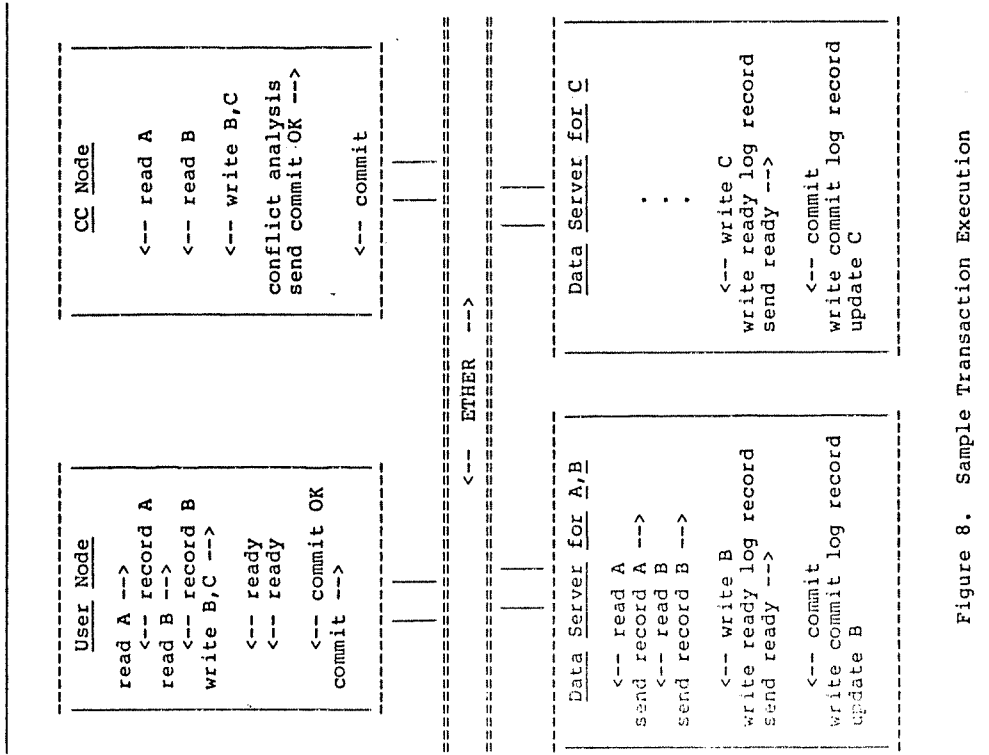 User Node
read A -->
<-- record A
read B -->
<-- record B
write B,C -->
<-- ready
<-- ready
<-- commit OK
commit -->
CC Node
<--- read A
<--- read B
<--- write B,C
conflict analysis
send commit OK -->
<-- commit
<--- ETHER --->
Data Server for A,B
<-- read A
send record A -->
<-- read B
send record B -->
<-- write B
write ready log record
send ready -->
<-- commit
write commit log record
update B
Data Server for C
.
.
.
<-- write C
write ready log record
send ready -->
<-- commit
write commit log record
update C
Figure 8. Sample Transaction Execution